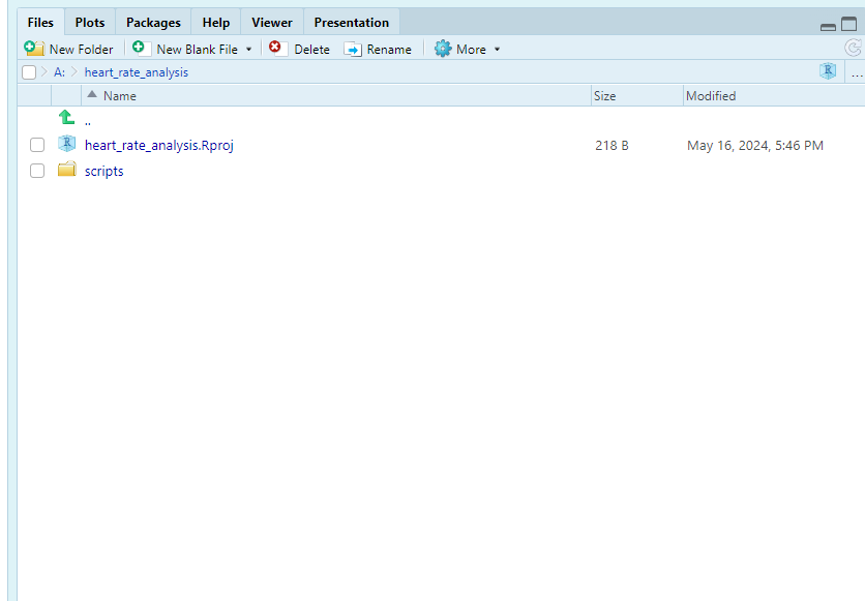 Files Plots Packages Help Viewer Presentation
New Folder New Blank File Delete Rename More
A: heart_rate_analysis R ...
Name Size Modified
..
R heart_rate_analysis.Rproj 218 B May 16, 2024, 5:46 PM
scripts